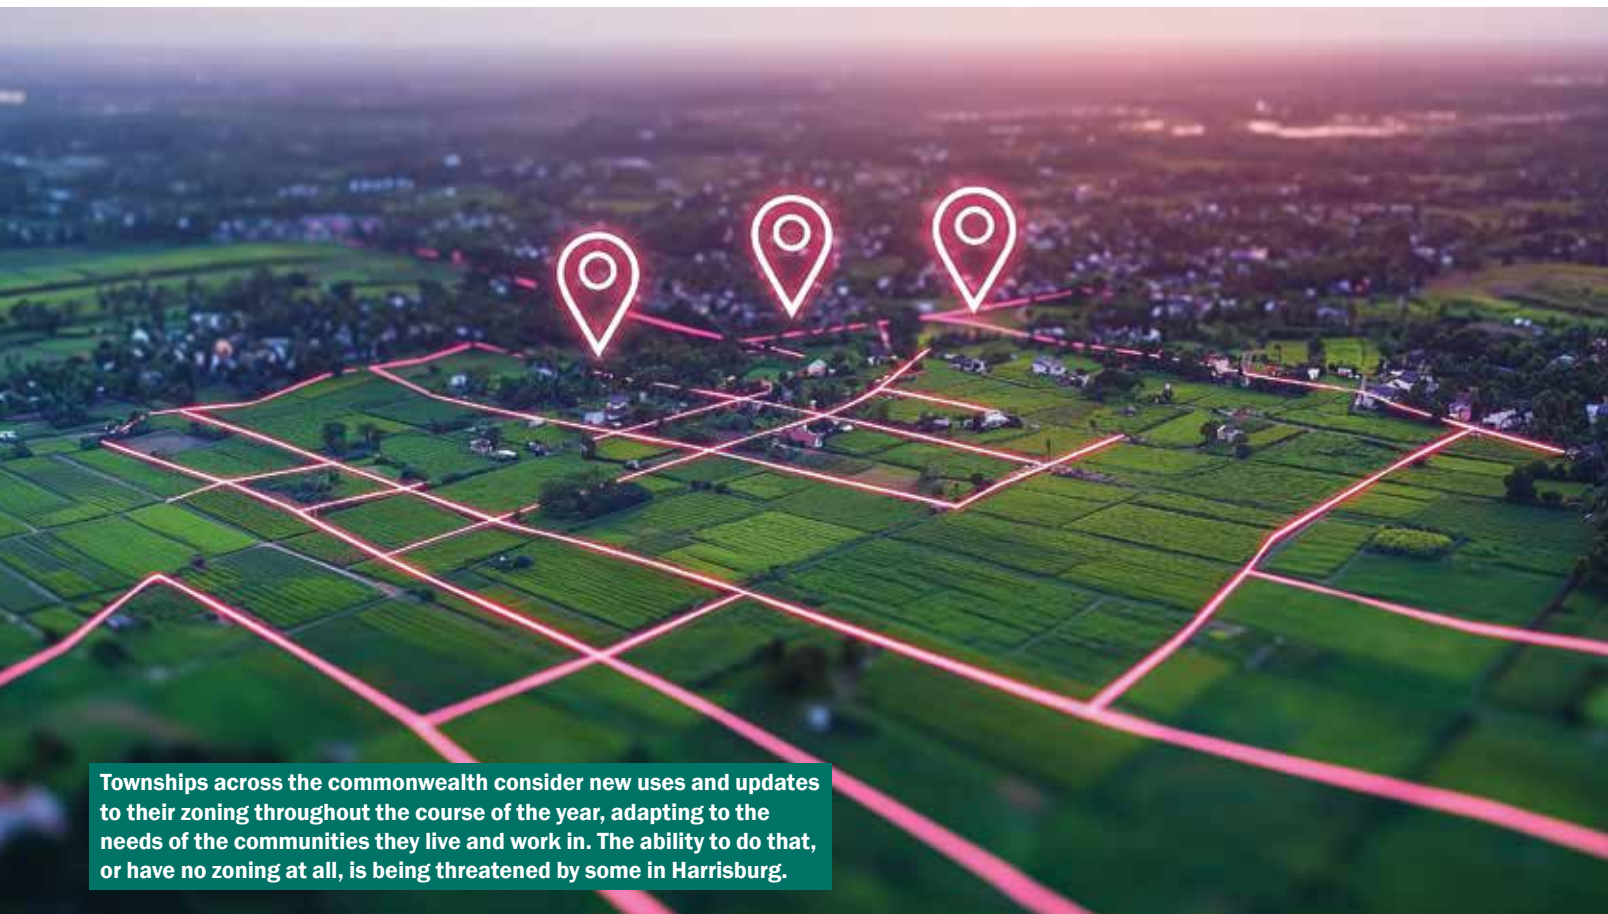 Townships across the commonwealth consider new uses and updates
to their zoning throughout the course of the year, adapting to the
needs of the communities they live and work in. The ability to do that,
or have no zoning at all, is being threatened by some in Harrisburg.